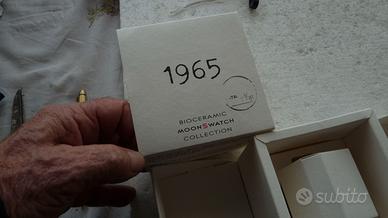 1965
BIOCERAMIC
MOONSWATCH
COLLECTION
subito